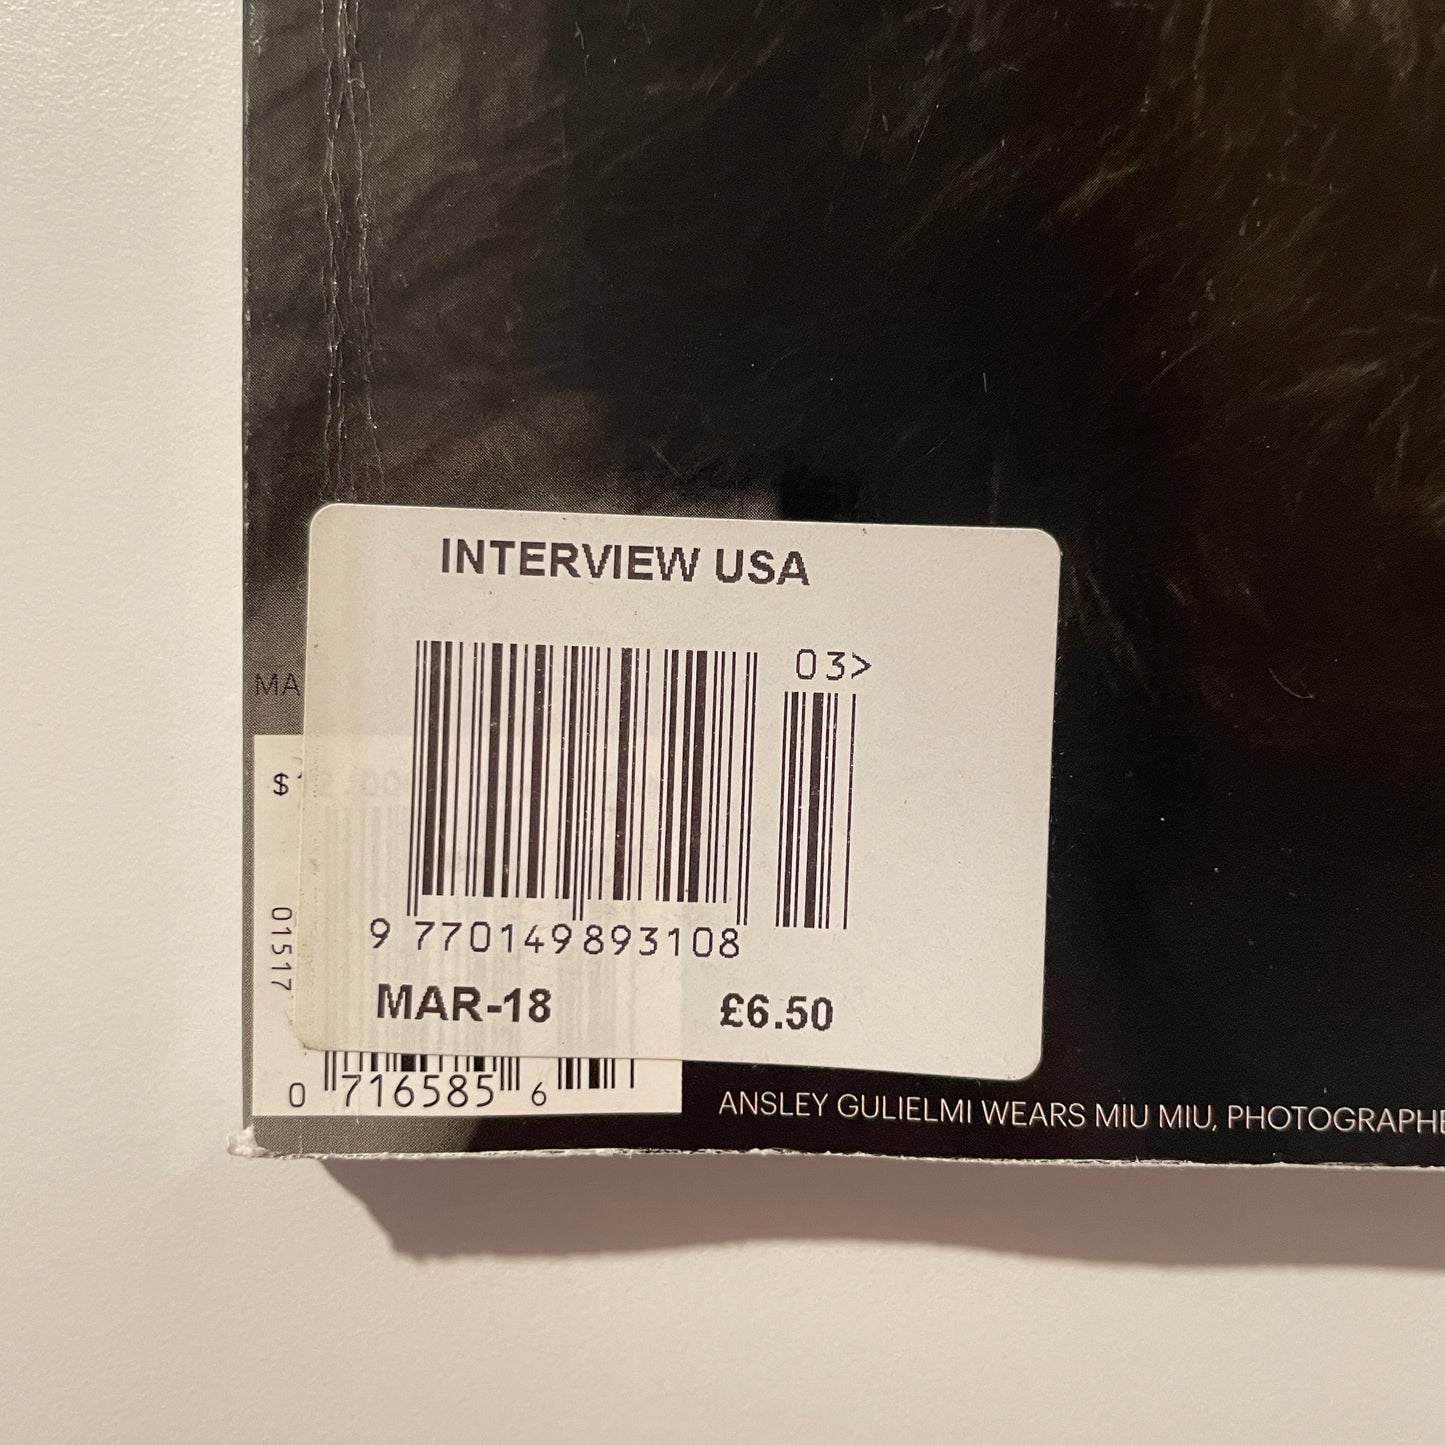 INTERVIEW USA
03>
9 770149 893108
MAR-18 £6.50
MA
$
01517
0 716585 6
ANSLEY GULIELMI WEARS MIU MIU, PHOTOGRAPHE